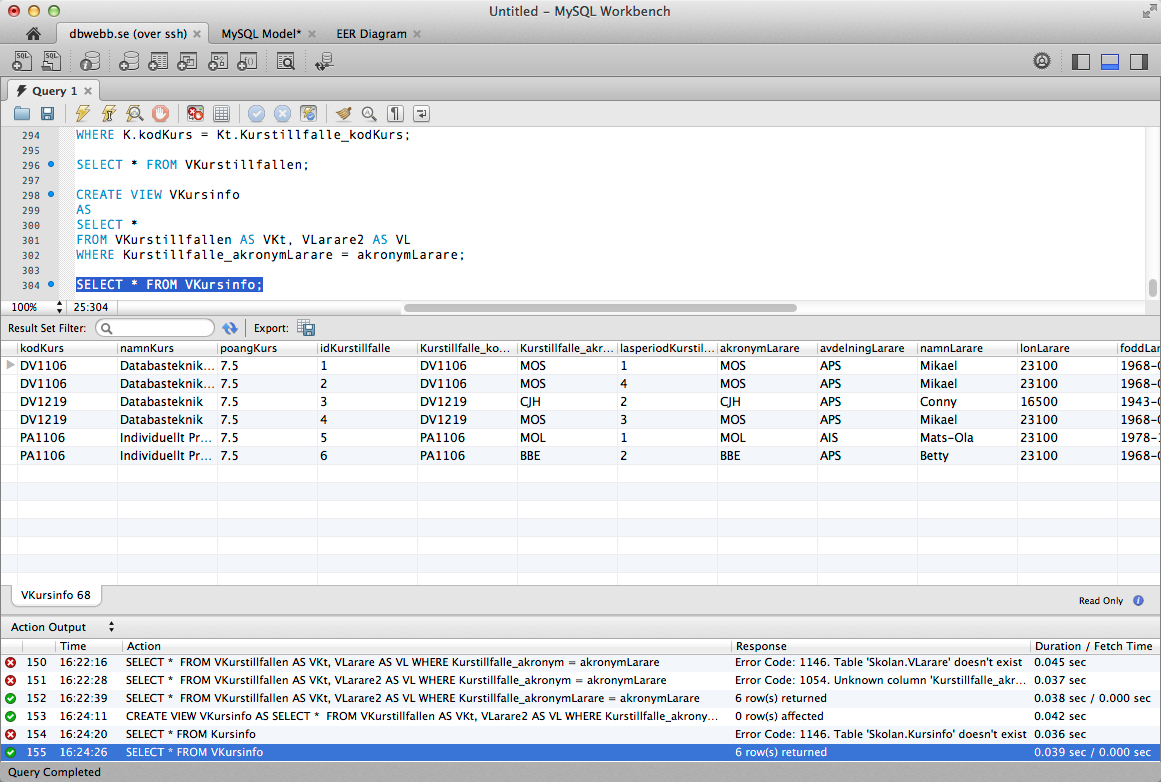 Untitled - MySQL Workbench
dbwebb.se (over ssh) × MySQL Model* × EER Diagram ×
SQL SQL
Query 1 ×
294 WHERE K.kodKurs = Kt.Kurstillfalle_kodKurs;
295
296 SELECT * FROM VKurstillfallen;
297
298 CREATE VIEW VKursinfo
299 AS
300 SELECT *
301 FROM VKurstillfallen AS VKt, VLarare2 AS VL
302 WHERE Kurstillfalle_akronymLarare = akronymLarare;
303
304 SELECT * FROM VKursinfo;
100% 25:304
Result Set Filter: Export:
kodKurs namnKurs poangKurs idKurstillfalle Kurstillfalle_ko... Kurstillfalle_akr... lasperiodKurstil... akronymLarare avdelningLarare namnLarare lonLarare foddLar
DV1106 Databasteknik... 7.5 1 DV1106 MOS 1 MOS APS Mikael 23100 1968-0
DV1106 Databasteknik... 7.5 2 DV1106 MOS 4 MOS APS Mikael 23100 1968-0
DV1219 Databasteknik 7.5 3 DV1219 CJH 2 CJH APS Conny 16500 1943-0
DV1219 Databasteknik 7.5 4 DV1219 MOS 3 MOS APS Mikael 23100 1968-0
PA1106 Individuellt Pr... 7.5 5 PA1106 MOL 1 MOL AIS Mats-Ola 23100 1978-1
PA1106 Individuellt Pr... 7.5 6 PA1106 BBE 2 BBE APS Betty 23100 1968-0
VKursinfo 68
Read Only
Action Output
Time Action Response Duration / Fetch Time
150 16:22:16 SELECT * FROM VKurstillfallen AS VKt, VLarare AS VL WHERE Kurstillfalle_akronym = akronymLarare Error Code: 1146. Table 'Skolan.VLarare' doesn't exist 0.045 sec
151 16:22:28 SELECT * FROM VKurstillfallen AS VKt, VLarare2 AS VL WHERE Kurstillfalle_akronym = akronymLarare Error Code: 1054. Unknown column 'Kurstillfalle_akr... 0.037 sec
152 16:22:39 SELECT * FROM VKurstillfallen AS VKt, VLarare2 AS VL WHERE Kurstillfalle_akronymLarare = akronymLarare 6 row(s) returned 0.038 sec / 0.000 sec
153 16:24:11 CREATE VIEW VKursinfo AS SELECT * FROM VKurstillfallen AS VKt, VLarare2 AS VL WHERE Kurstillfalle_akrony... 0 row(s) affected 0.042 sec
154 16:24:20 SELECT * FROM Kursinfo Error Code: 1146. Table 'Skolan.Kursinfo' doesn't exist 0.036 sec
155 16:24:26 SELECT * FROM VKursinfo 6 row(s) returned 0.039 sec / 0.000 sec
Query Completed